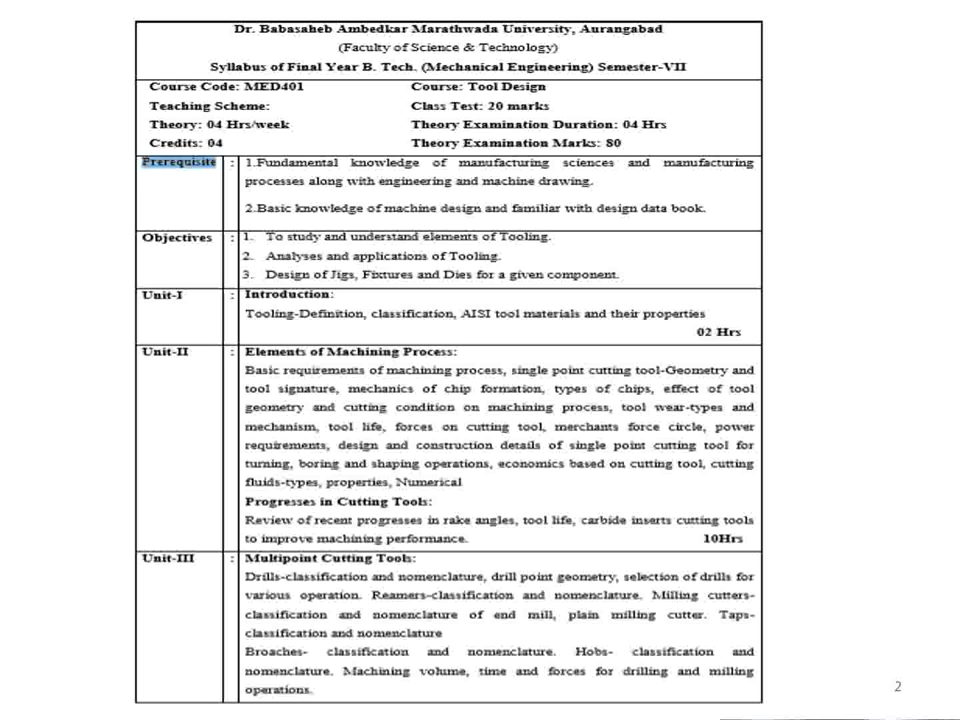 Dr. Babasaheb Ambedkar Marathwada University, Aurangabad
(Faculty of Science & Technology)
Syllabus of Final Year B. Tech. (Mechanical Engineering) Semester-VII
Course Code: MED401 Course: Tool Design
Teaching Scheme: Class Test: 20 marks
Theory: 04 Hrs/week Theory Examination Duration: 04 Hrs
Credits: 04 Theory Examination Marks: 80
Prerequisite : 1.Fundamental knowledge of manufacturing sciences and manufacturing
processes along with engineering and machine drawing.
2.Basic knowledge of machine design and familiar with design data book.
Objectives : 1. To study and understand elements of Tooling.
2. Analyses and applications of Tooling.
3. Design of Jigs, Fixtures and Dies for a given component.
Unit-I : Introduction:
Tooling-Definition, classification, AISI tool materials and their properties
02 Hrs
Unit-II : Elements of Machining Process:
Basic requirements of machining process, single point cutting tool-Geometry and
tool signature, mechanics of chip formation, types of chips, effect of tool
geometry and cutting condition on machining process, tool wear-types and
mechanism, tool life, forces on cutting tool, merchants force circle, power
requirements, design and construction details of single point cutting tool for
turning, boring and shaping operations, economics based on cutting tool, cutting
fluids-types, properties, Numerical
Progresses in Cutting Tools:
Review of recent progresses in rake angles, tool life, carbide inserts cutting tools
to improve machining performance. 10Hrs
Unit-III : Multipoint Cutting Tools:
Drills-classification and nomenclature, drill point geometry, selection of drills for
various operation. Reamers-classification and nomenclature. Milling cutters-
classification and nomenclature of end mill, plain milling cutter. Taps-
classification and nomenclature
Broaches- classification and nomenclature. Hobs- classification and
nomenclature. Machining volume, time and forces for drilling and milling
operations.
2